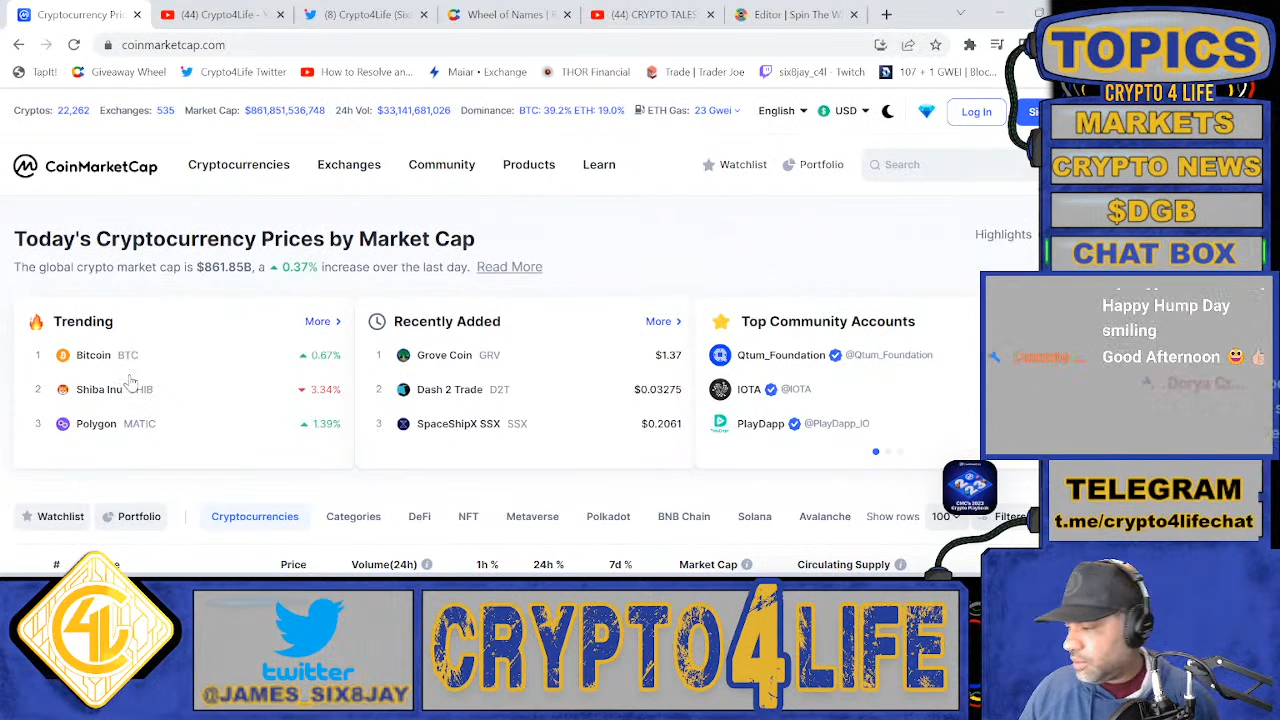 Cryptocurrency Pri
(44) Crypto4Life - Y
(8) Crypto4Life (Six
Wheel of Names | R
(44) CRYPTO TALES
Editor | Spin The W
coinmarketcap.com
TapIt!
Giveaway Wheel
Crypto4Life Twitter
How to Resolve an...
Maiar • Exchange
THOR Financial
Trade | Trader Joe
six8jay_c4l - Twitch
107 + 1 GWEI | Bloc...
Cryptos: 22,262 Exchanges: 535 Market Cap: $861,851,536,748 24h Vol: $33,141,681,026 Dominance: BTC: 39.2% ETH: 19.0% ETH Gas: 23 Gwei English USD Log In
CoinMarketCap
Cryptocurrencies Exchanges Community Products Learn Watchlist Portfolio Search
Today's Cryptocurrency Prices by Market Cap
Highlights
The global crypto market cap is $861.85B, a 0.37% increase over the last day. Read More
Trending More
1 Bitcoin BTC 0.67%
2 Shiba Inu HIB 3.34%
3 Polygon MATIC 1.39%
Recently Added More
1 Grove Coin GRV $1.37
2 Dash 2 Trade D2T $0.03275
3 SpaceShipX SSX SSX $0.2061
Top Community Accounts
Qtum_Foundation @Qtum_Foundation
IOTA @IOTA
PlayDapp @PlayDapp_IO
Watchlist Portfolio Cryptocurrencies Categories DeFi NFT Metaverse Polkadot BNB Chain Solana Avalanche Show rows 100 Filters
# Price Volume(24h) 1h % 24h % 7d % Market Cap Circulating Supply
TOPICS
CRYPTO 4 LIFE
MARKETS
CRYPTO NEWS
$DGB
CHAT BOX
Happy Hump Day
smiling
Good Afternoon
TELEGRAM
t.me/crypto4lifechat
C4L
twitter
@JAMES_SIX8JAY
CRYPTO4LIFE